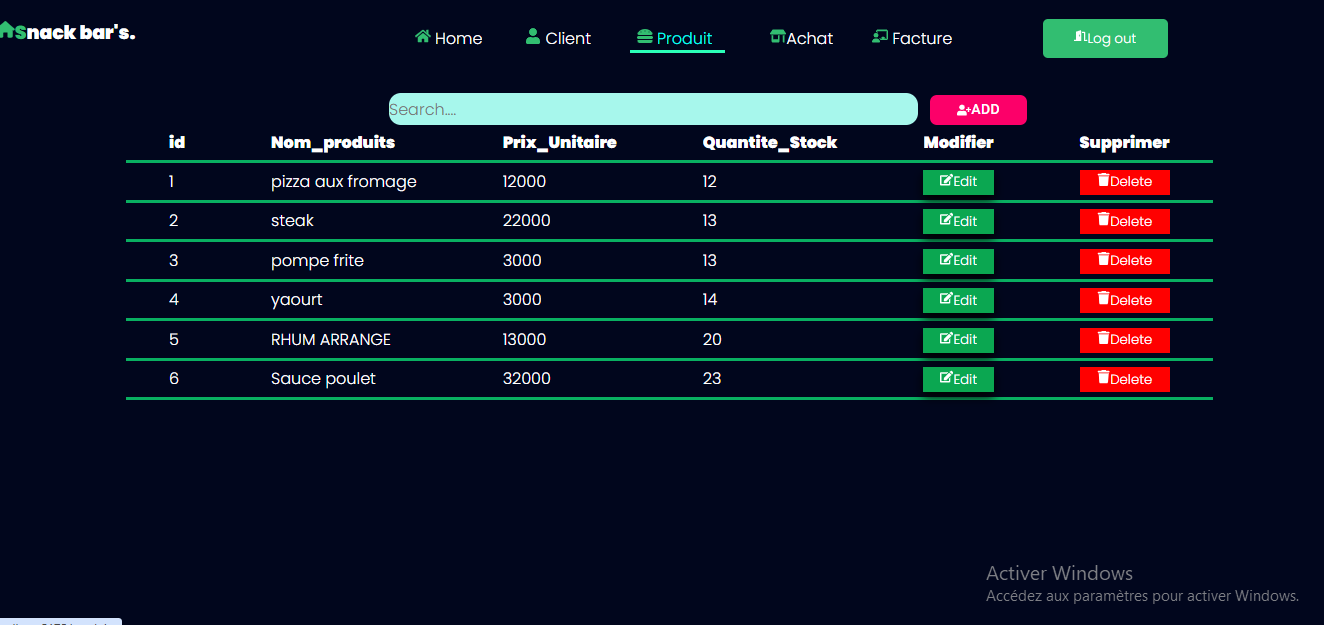 Snack bar's.
Home Client Produit Achat Facture Log out
Search.... ADD
id Nom_produits Prix_Unitaire Quantite_Stock Modifier Supprimer
1 pizza aux fromage 12000 12 Edit Delete
2 steak 22000 13 Edit Delete
3 pompe frite 3000 13 Edit Delete
4 yaourt 3000 14 Edit Delete
5 RHUM ARRANGE 13000 20 Edit Delete
6 Sauce poulet 32000 23 Edit Delete
Activer Windows
Accédez aux paramètres pour activer Windows.